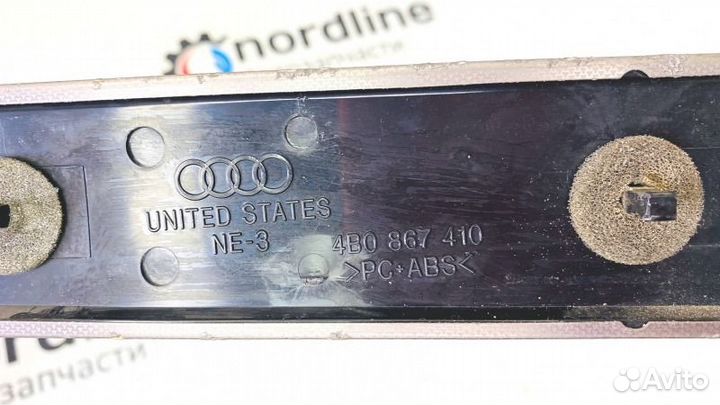 nordline
запчасти
UNITED STATES
NE-3
4B0 867 410
>PC+ABS<
запчасти
Avito